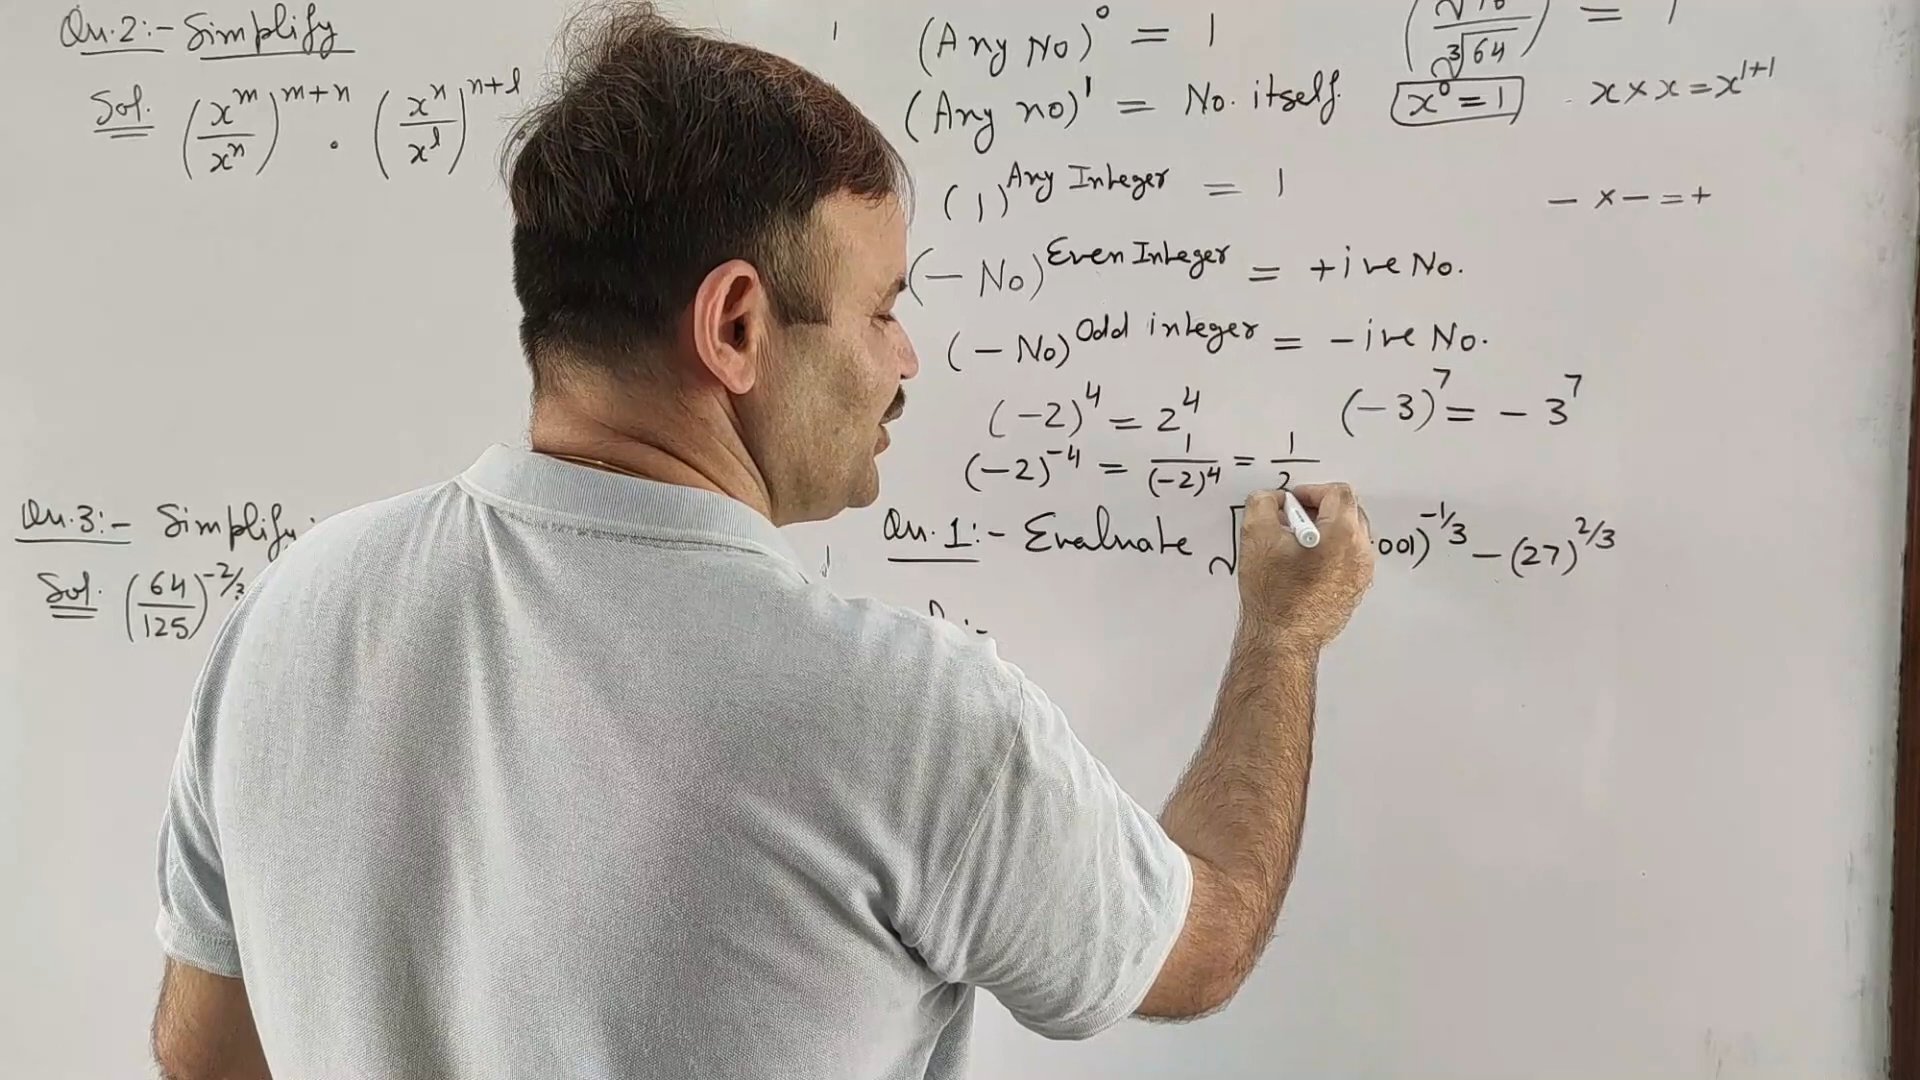 Qu.2:- Simplify
Sol. (x^m/x^n)^(m+n) . (x^n/x^l)^(n+l)
Qu.3:- Simplify:
Sol. (64/125)^(-2/3)
(Any No)^0 = 1
/∛64) = 1
(Any no)^1 = No. itself. x^0 = 1 x × x = x^(1+1)
(1)^(Any Integer) = 1
- × - = +
(- No)^(Even Integer) = +ive No.
(- No)^(Odd integer) = -ive No.
(-2)^4 = 2^4 (-3)^7 = -3^7
(-2)^-4 = 1/(-2)^4 = 1/2
Qu.1:- Evaluate √ .001)^(-1/3) - (27)^(2/3)